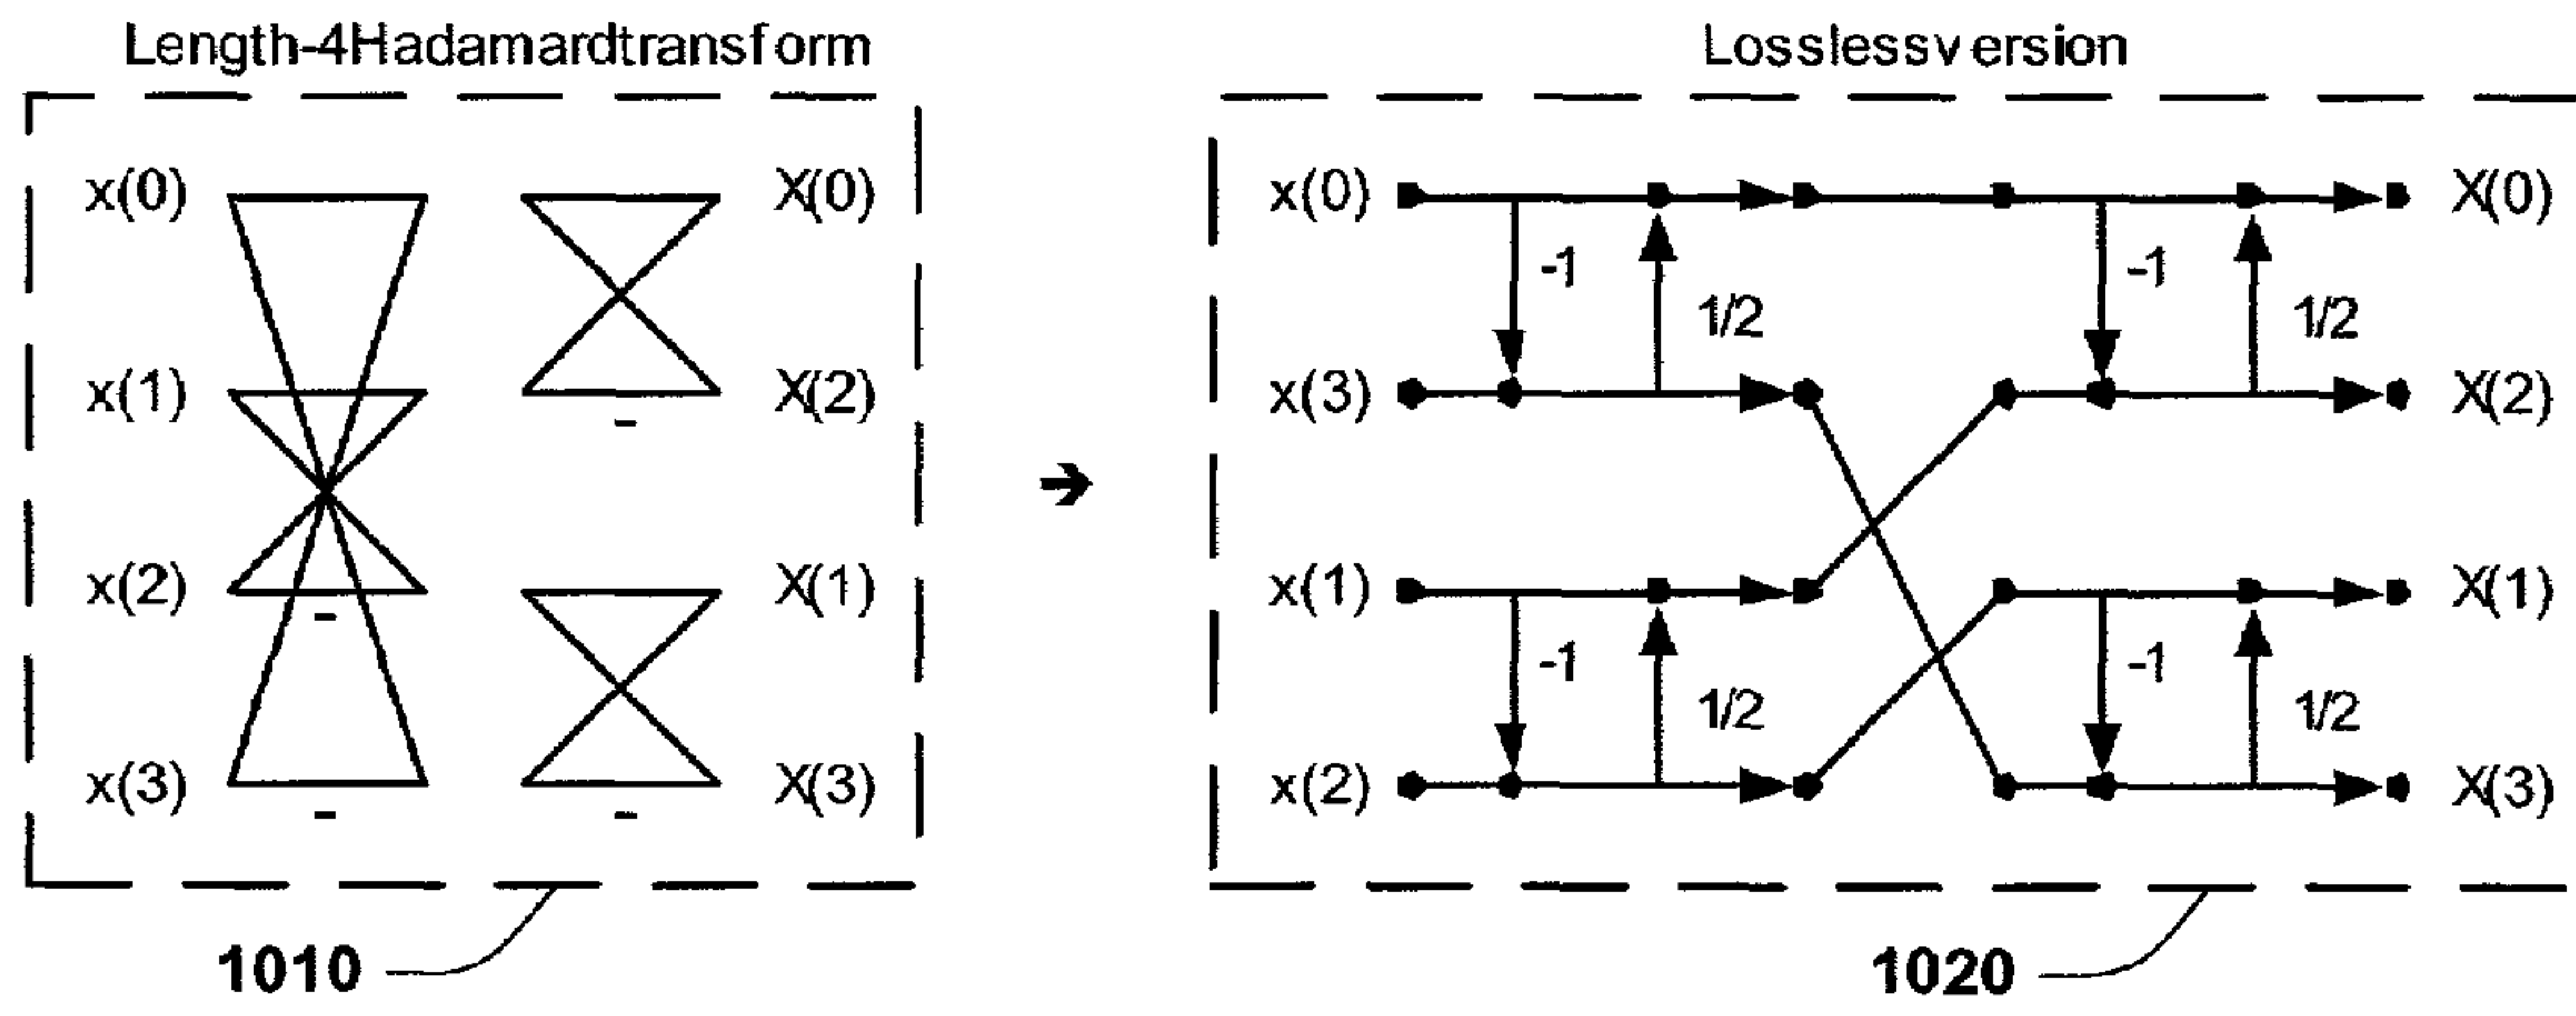 Length-4Hadamardtransform
x(0)
X(0)
x(1)
X(2)
x(2)
X(1)
x(3)
X(3)
-
-
-
-
1010
➔
Losslessversion
x(0)
-1
1/2
-1
1/2
X(0)
x(3)
X(2)
x(1)
-1
1/2
-1
1/2
X(1)
x(2)
X(3)
1020